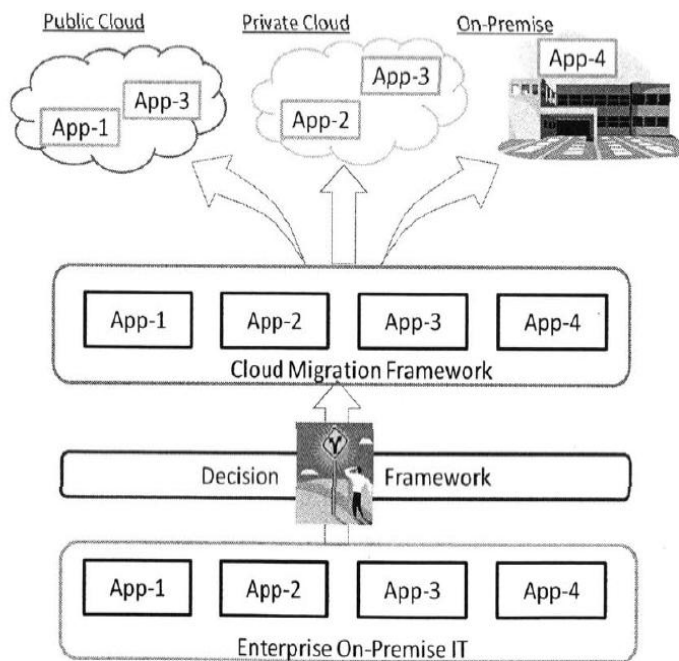 Public Cloud Private Cloud On-Premise
App-4
App-3
App-3
App-1
App-2
App-1 App-2 App-3 App-4
Cloud Migration Framework
Decision Framework
App-1 App-2 App-3 App-4
Enterprise On-Premise IT